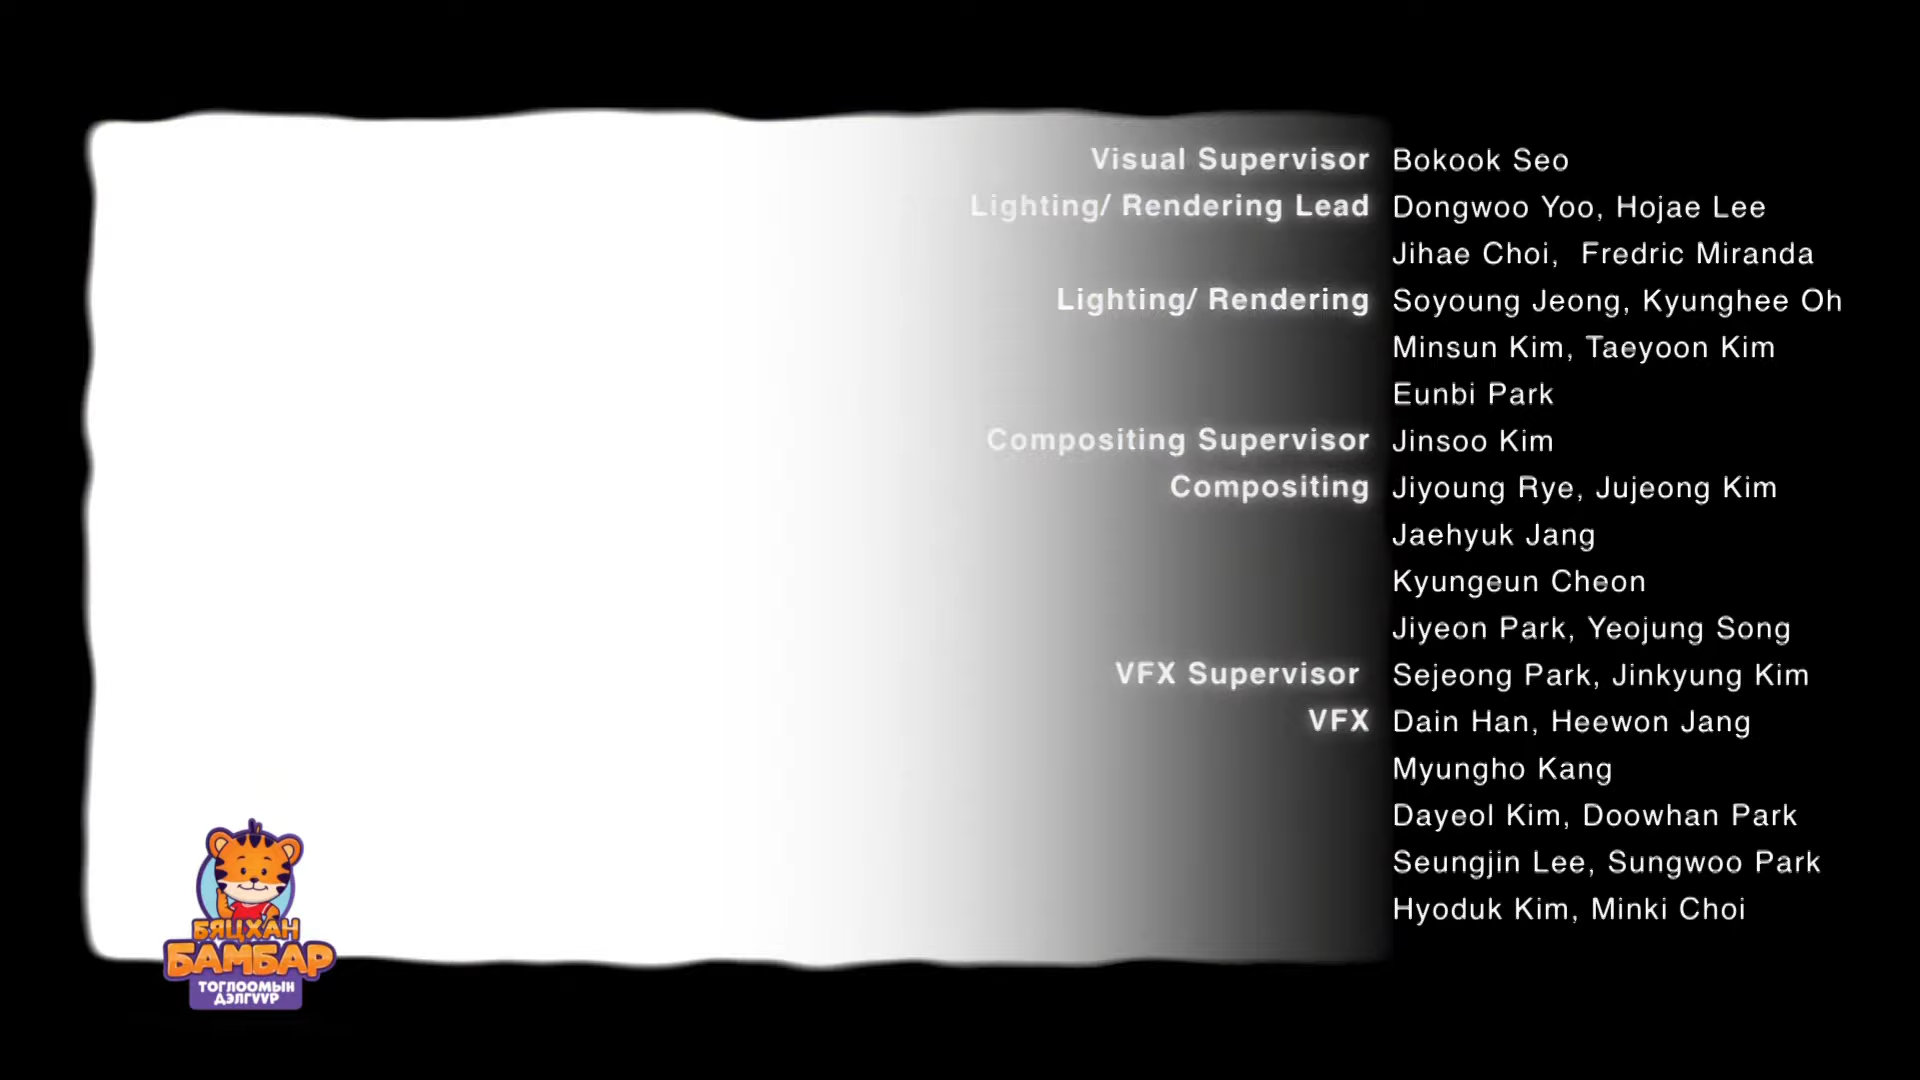 Visual Supervisor Bokook Seo
Lighting/ Rendering Lead Dongwoo Yoo, Hojae Lee
Jihae Choi, Fredric Miranda
Lighting/ Rendering Soyoung Jeong, Kyunghee Oh
Minsun Kim, Taeyoon Kim
Eunbi Park
Compositing Supervisor Jinsoo Kim
Compositing Jiyoung Rye, Jujeong Kim
Jaehyuk Jang
Kyungeun Cheon
Jiyeon Park, Yeojung Song
VFX Supervisor Sejeong Park, Jinkyung Kim
VFX Dain Han, Heewon Jang
Myungho Kang
Dayeol Kim, Doowhan Park
Seungjin Lee, Sungwoo Park
Hyoduk Kim, Minki Choi
БЯЦХАН
БАМБАР
ТОГЛООМЫН
ДЭЛГҮҮР